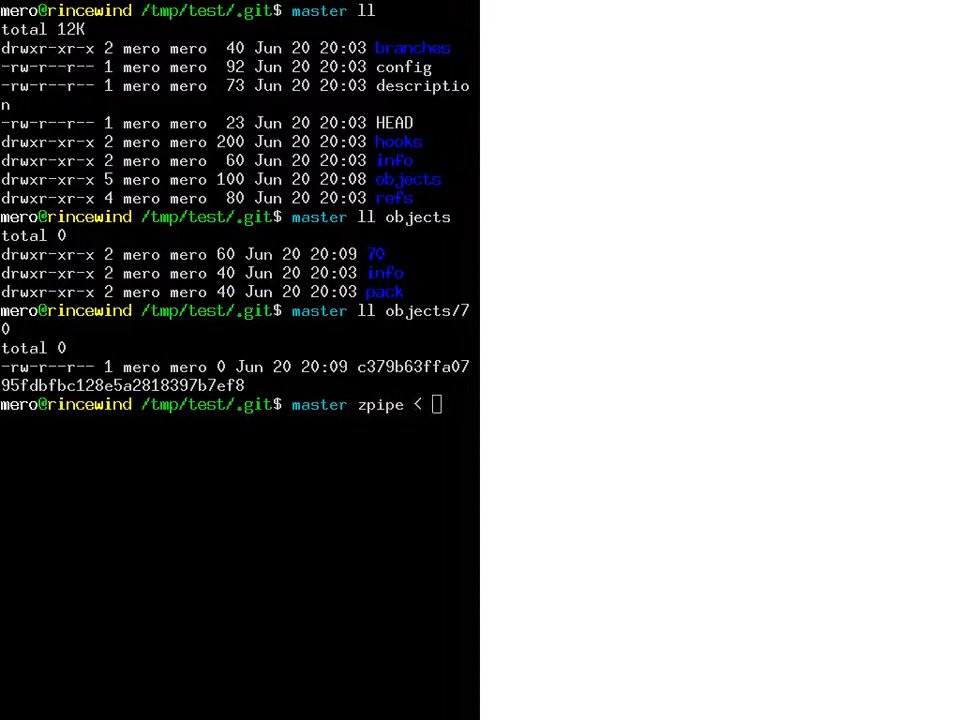 mero@rincewind /tmp/test/.git$ master ll
total 12K
drwxr-xr-x 2 mero mero  40 Jun 20 20:03 branches
-rw-r--r-- 1 mero mero  92 Jun 20 20:03 config
-rw-r--r-- 1 mero mero  73 Jun 20 20:03 descriptio
n
-rw-r--r-- 1 mero mero  23 Jun 20 20:03 HEAD
drwxr-xr-x 2 mero mero 200 Jun 20 20:03 hooks
drwxr-xr-x 2 mero mero  60 Jun 20 20:03 info
drwxr-xr-x 5 mero mero 100 Jun 20 20:08 objects
drwxr-xr-x 4 mero mero  80 Jun 20 20:03 refs
mero@rincewind /tmp/test/.git$ master ll objects
total 0
drwxr-xr-x 2 mero mero 60 Jun 20 20:09 70
drwxr-xr-x 2 mero mero 40 Jun 20 20:03 info
drwxr-xr-x 2 mero mero 40 Jun 20 20:03 pack
mero@rincewind /tmp/test/.git$ master ll objects/7
0
total 0
-rw-r--r-- 1 mero mero 0 Jun 20 20:09 c379b63ffa07
95fdbfbc128e5a2818397b7ef8
mero@rincewind /tmp/test/.git$ master zpipe <